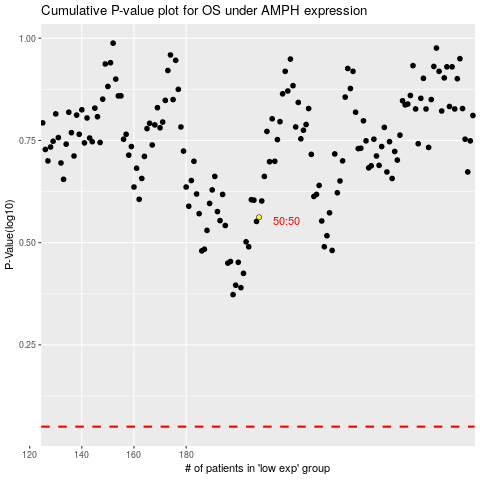 Cumulative P-value plot for OS under AMPH expression
1.00
0.75
0.50
0.25
P-Value(log10)
50:50
120 140 160 180
# of patients in 'low exp' group